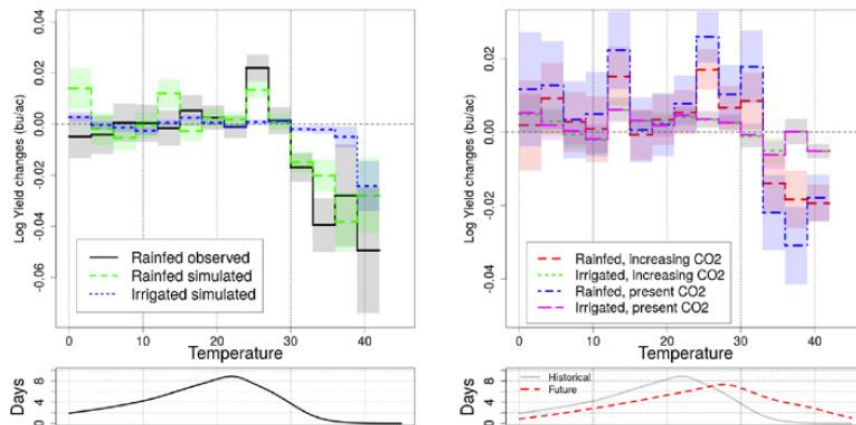 Log Yield changes (bu/ac)
0.04
0.02
0.00
-0.02
-0.04
-0.06
Rainfed observed
Rainfed simulated
Irrigated simulated
0 10 20 30 40
Temperature
Days
8
4
0
Log Yield changes (bu/ac)
0.02
0.00
-0.02
-0.04
Rainfed, increasing CO2
Irrigated, increasing CO2
Rainfed, present CO2
Irrigated, present CO2
0 10 20 30 40
Temperature
Days
8
4
0
Historical
Future